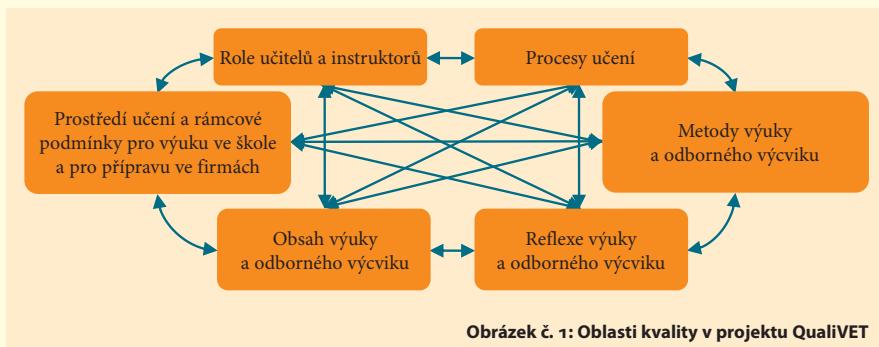 Role učitelů a instruktorů
Procesy učení
Prostředí učení a rámcové
podmínky pro výuku ve škole
a pro přípravu ve firmách
Metody výuky
a odborného výcviku
Obsah výuky
a odborného výcviku
Reflexe výuky
a odborného výcviku
Obrázek č. 1: Oblasti kvality v projektu QualiVET